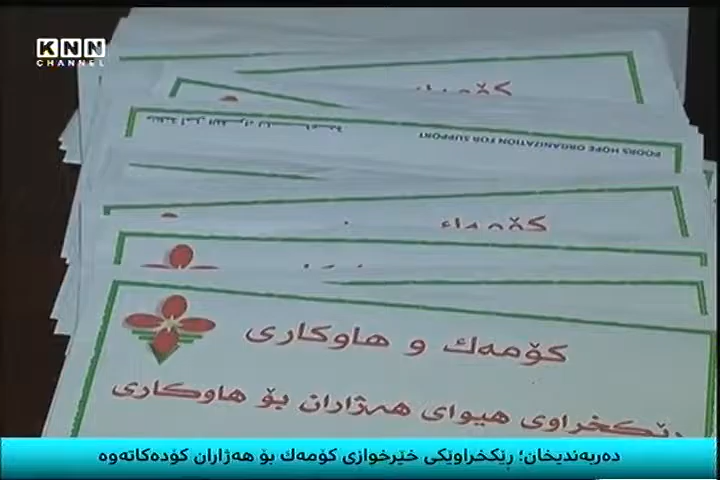 KNN
CHANNEL
POORS HOPE ORGANIZATION FOR SUPPORT
کۆمەك و هاوکاری
ڕێکخراوی هیوای هەژاران بۆ هاوکاری
دەربەندیخان؛ ڕێکخراوێکی خێرخوازی کۆمەك بۆ هەژاران کۆدەکاتەوە